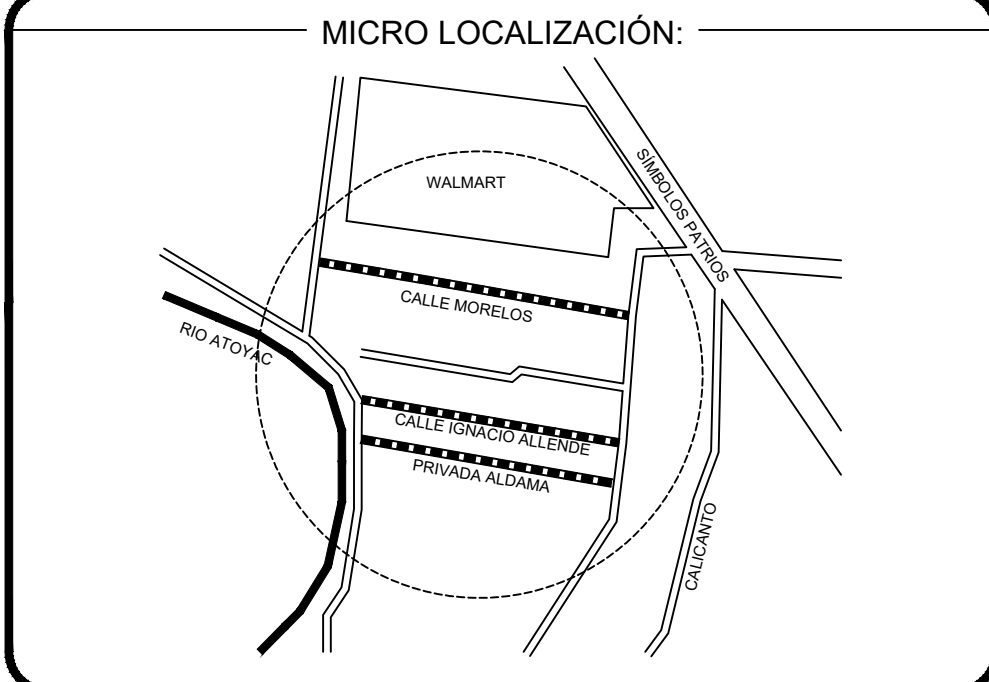 MICRO LOCALIZACIÓN:
WALMART
SÍMBOLOS PATRIOS
CALLE MORELOS
RIO ATOYAC
CALLE IGNACIO ALLENDE
PRIVADA ALDAMA
CALICANTO